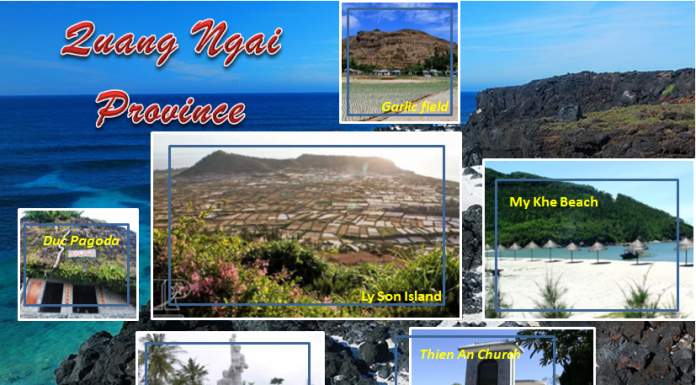 Quang Ngai
Province
Garlic field
My Khe Beach
Duc Pagoda
Ly Son Island
Thien An Church